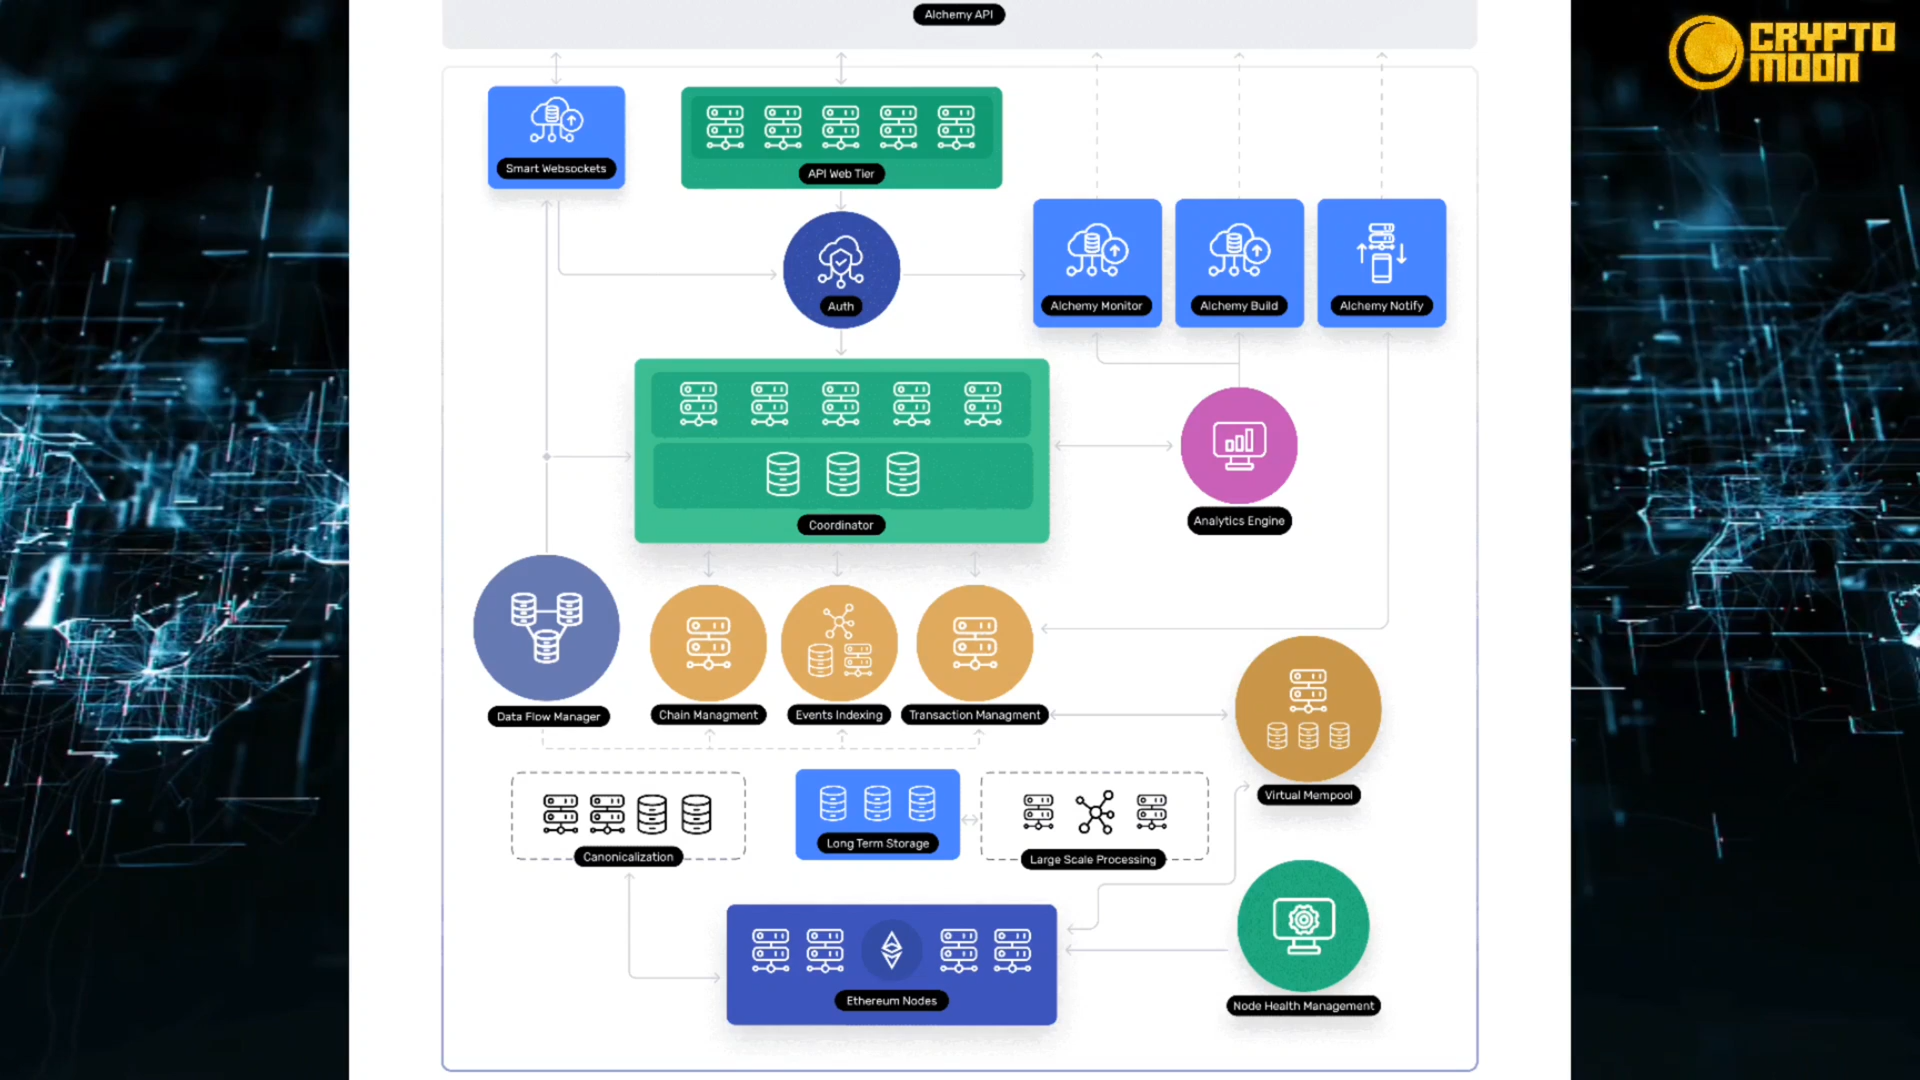 Alchemy API
CRYPTO
MOON
Smart Websockets
API Web Tier
Auth
Alchemy Monitor
Alchemy Build
Alchemy Notify
Coordinator
Analytics Engine
Data Flow Manager
Chain Managment
Events Indexing
Transaction Managment
Virtual Mempool
Canonicalization
Long Term Storage
Large Scale Processing
Ethereum Nodes
Node Health Management